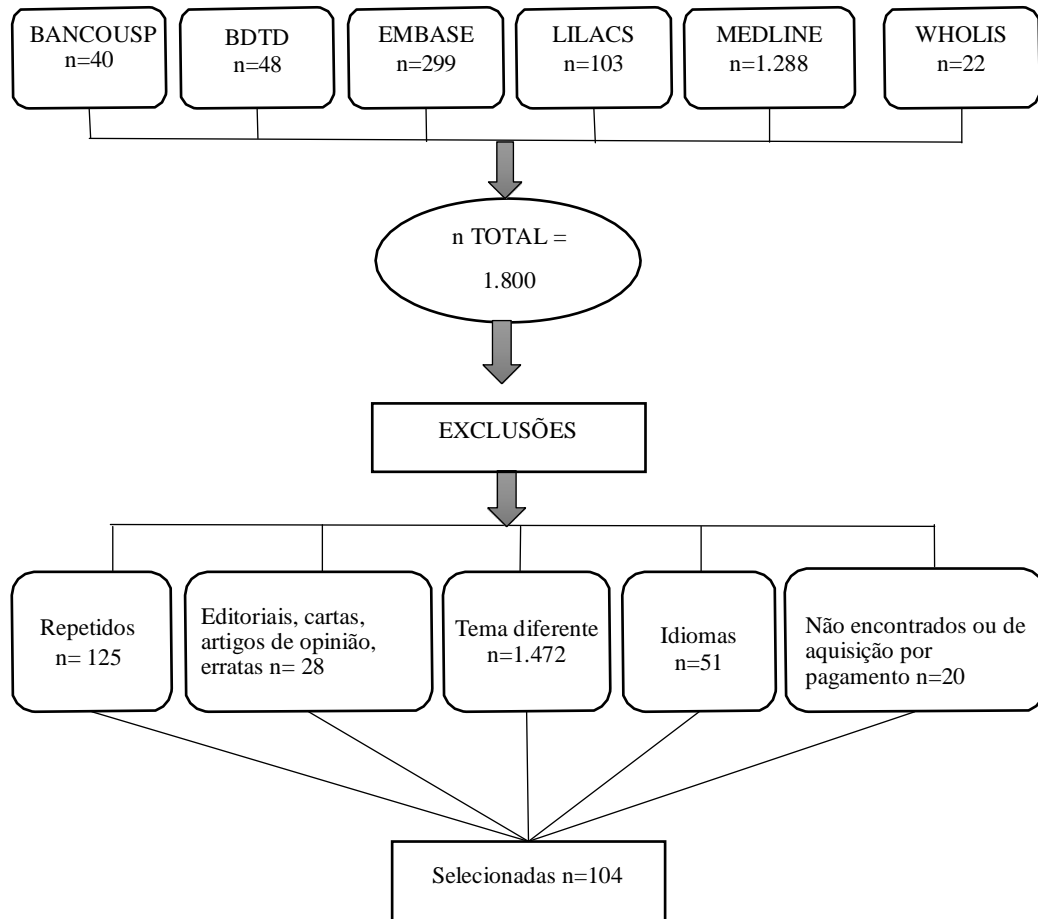 BANCOUSP
n=40
BDTD
n=48
EMBASE
n=299
LILACS
n=103
MEDLINE
n=1.288
WHOLIS
n=22
n TOTAL =
1.800
EXCLUSÕES
Repetidos
n= 125
Editoriais, cartas,
artigos de opinião,
erratas n= 28
Tema diferente
n=1.472
Idiomas
n=51
Não encontrados ou de
aquisição por
pagamento n=20
Selecionadas n=104